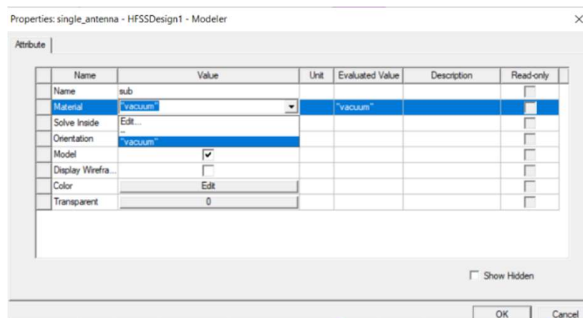 Properties: single_antenna - HFSSDesign1 - Modeler
Attribute
Name Value Unit Evaluated Value Description Read-only
Name sub
Material "vacuum" "vacuum"
Solve Inside Edit...
--
Orientation "vacuum"
Model
Display Wirefra...
Color Edit
Transparent 0
Show Hidden
OK Cancel